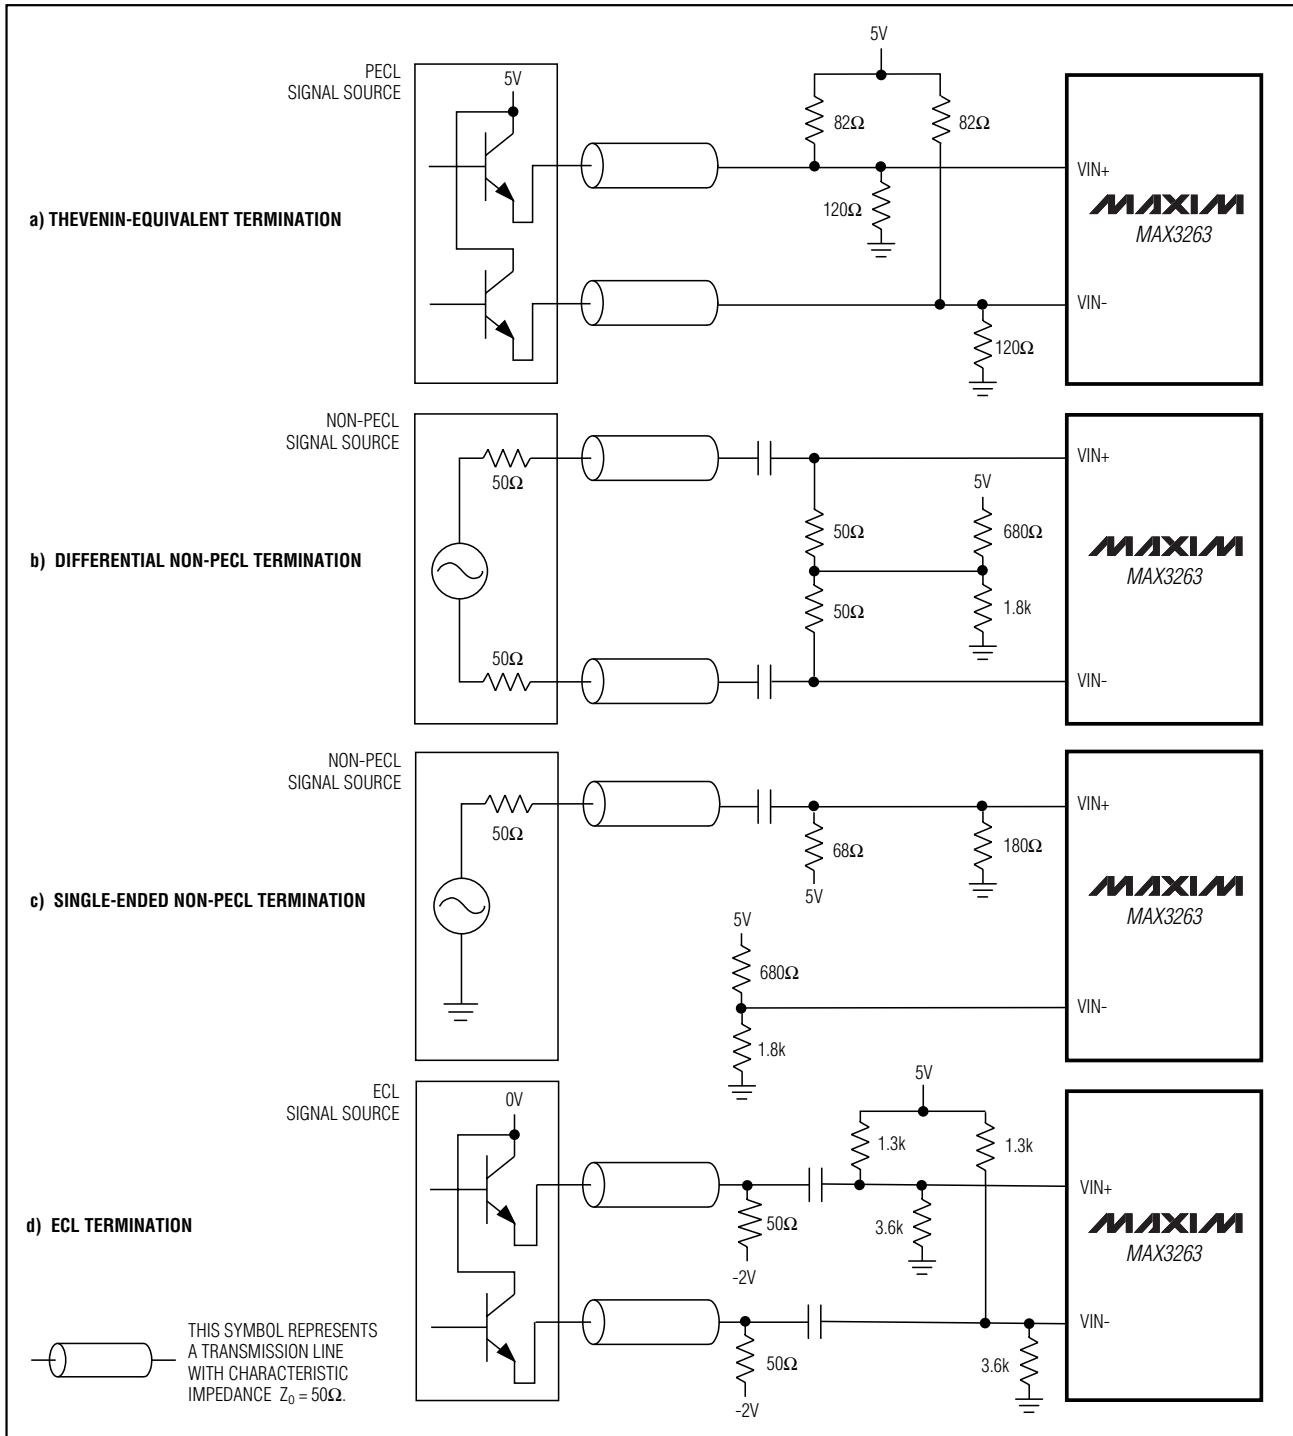 5V
PECL
SIGNAL SOURCE
5V
82Ω
82Ω
VIN+
MAXIM
MAX3263
120Ω
a) THEVENIN-EQUIVALENT TERMINATION
VIN-
120Ω
NON-PECL
SIGNAL SOURCE
50Ω
VIN+
5V
50Ω
680Ω
b) DIFFERENTIAL NON-PECL TERMINATION
MAXIM
MAX3263
50Ω
1.8k
50Ω
VIN-
NON-PECL
SIGNAL SOURCE
50Ω
VIN+
68Ω
180Ω
5V
c) SINGLE-ENDED NON-PECL TERMINATION
MAXIM
MAX3263
5V
680Ω
VIN-
1.8k
ECL
SIGNAL SOURCE
0V
5V
1.3k
1.3k
VIN+
d) ECL TERMINATION
50Ω
3.6k
MAXIM
MAX3263
-2V
VIN-
50Ω
3.6k
-2V
THIS SYMBOL REPRESENTS
A TRANSMISSION LINE
WITH CHARACTERISTIC
IMPEDANCE Z₀ = 50Ω.